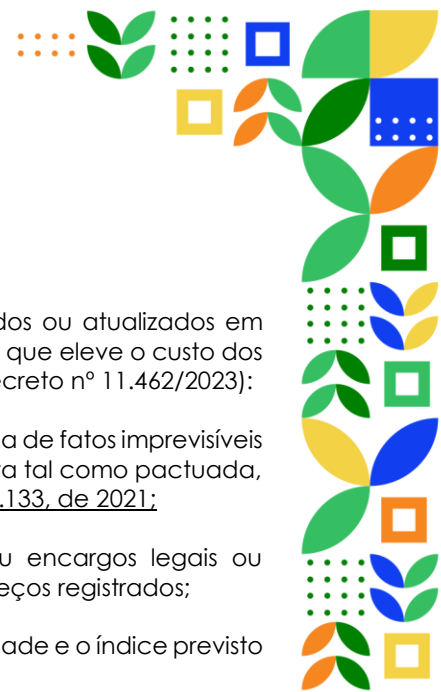 dos ou atualizados em
que eleve o custo dos
creto nº 11.462/2023):
a de fatos imprevisíveis
a tal como pactuada,
.133, de 2021;
u encargos legais ou
eços registrados;
ade e o índice previsto